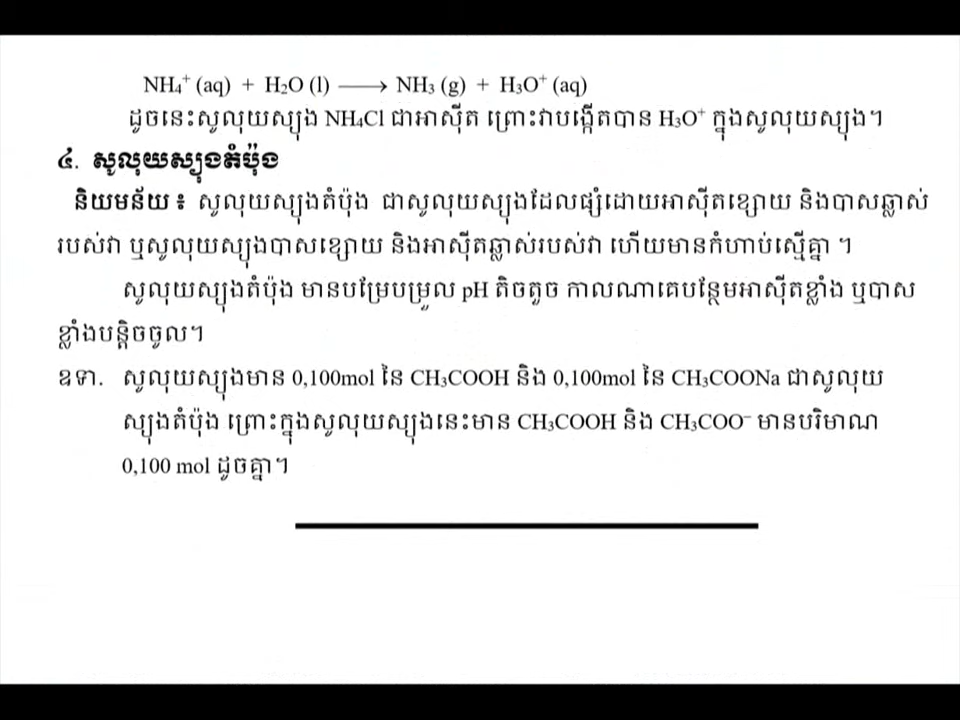 NH₄⁺ (aq) + H₂O (l) ⟶ NH₃ (g) + H₃O⁺ (aq)
ដូចនេះសូលុយស្យុង NH₄Cl ជាអាស៊ីត ព្រោះវាបង្កើតបាន H₃O⁺ ក្នុងសូលុយស្យុង។
៤. សូលុយស្យុងតំប៉ុង
និយមន័យ ៖ សូលុយស្យុងតំប៉ុង ជាសូលុយស្យុងដែលផ្សំដោយអាស៊ីតខ្សោយ និងបាសឆ្លាស់
របស់វា ឬសូលុយស្យុងបាសខ្សោយ និងអាស៊ីតឆ្លាស់របស់វា ហើយមានកំហាប់ស្មើគ្នា ។
សូលុយស្យុងតំប៉ុង មានបម្រែបម្រួល pH តិចតួច កាលណាគេបន្ថែមអាស៊ីតខ្លាំង ឬបាស
ខ្លាំងបន្តិចចូល។
ឧទា. សូលុយស្យុងមាន 0,100mol នៃ CH₃COOH និង 0,100mol នៃ CH₃COONa ជាសូលុយ
ស្យុងតំប៉ុង ព្រោះក្នុងសូលុយស្យុងនេះមាន CH₃COOH និង CH₃COO⁻ មានបរិមាណ
0,100 mol ដូចគ្នា។